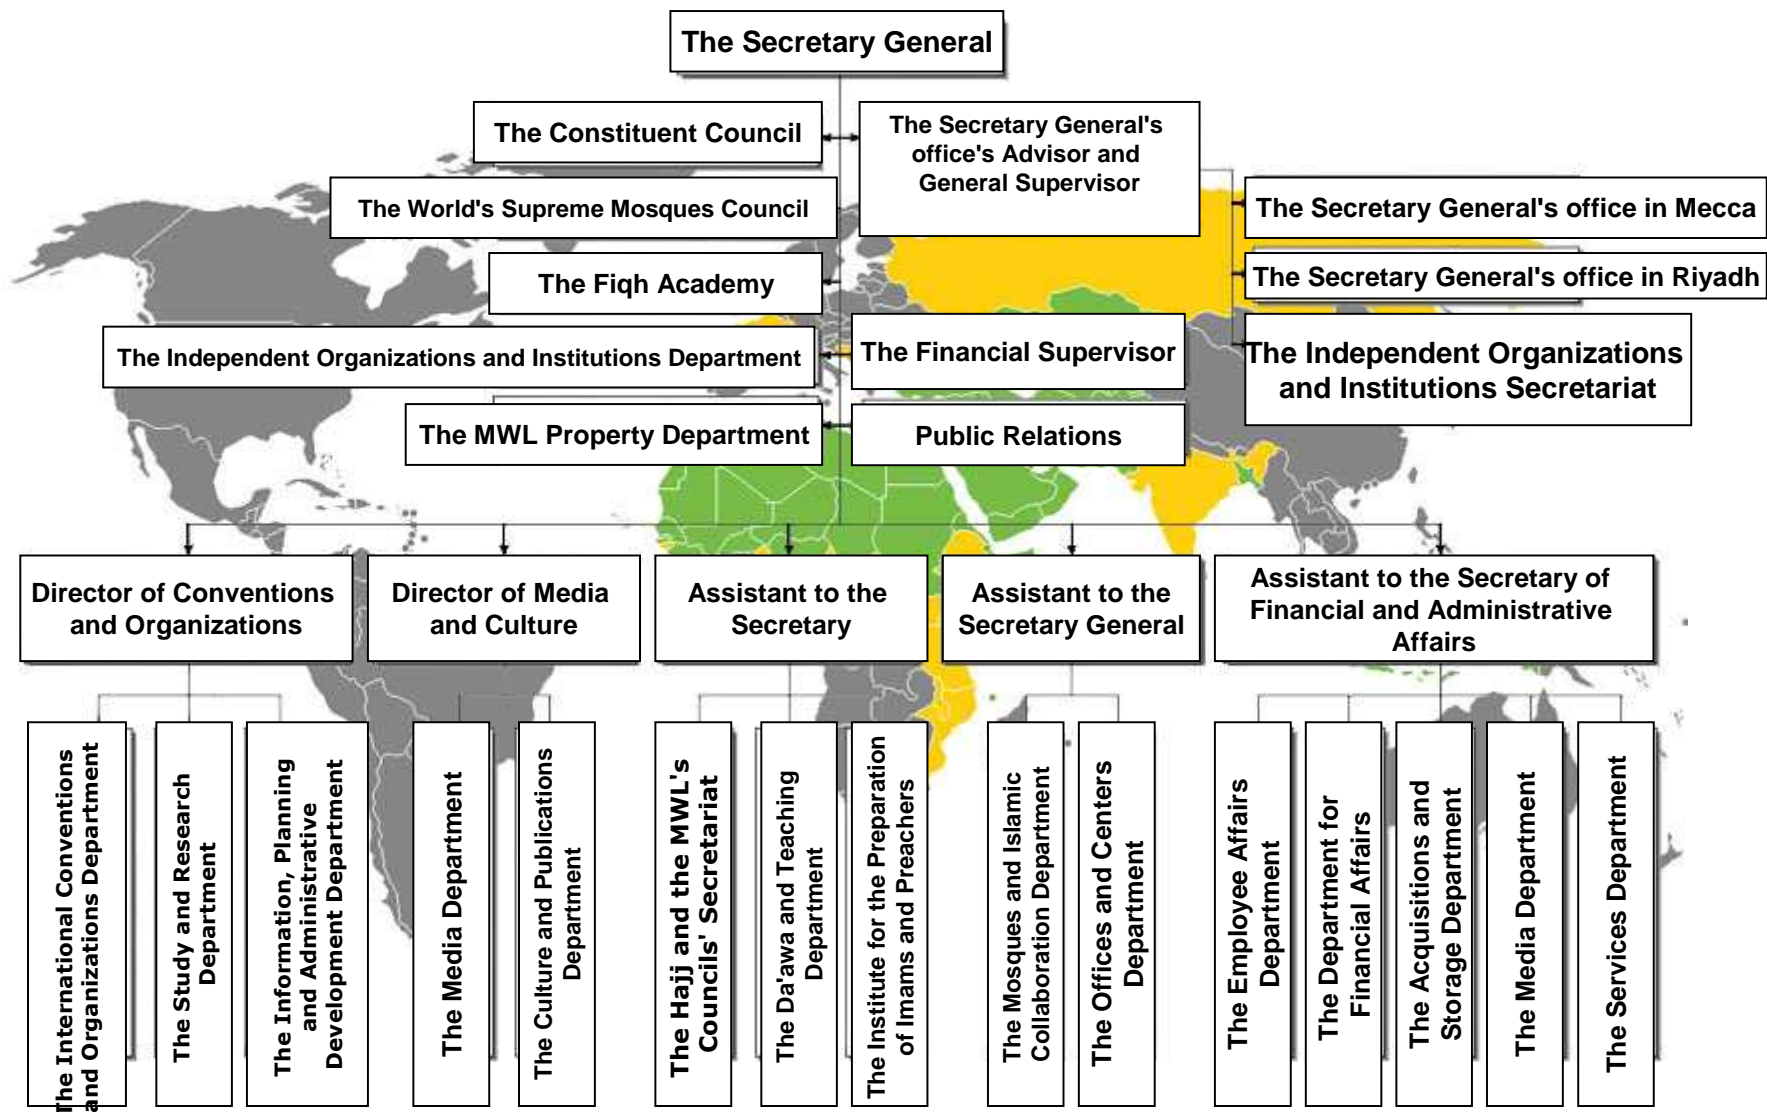 The Secretary General
The Constituent Council
The Secretary General's
office's Advisor and
General Supervisor
The World's Supreme Mosques Council
The Secretary General's office in Mecca
The Fiqh Academy
The Secretary General's office in Riyadh
The Independent Organizations and Institutions Department
The Financial Supervisor
The Independent Organizations
and Institutions Secretariat
The MWL Property Department
Public Relations
Director of Conventions
and Organizations
Director of Media
and Culture
Assistant to the
Secretary
Assistant to the
Secretary General
Assistant to the Secretary of
Financial and Administrative
Affairs
The International Conventions
and Organizations Department
The Study and Research
Department
The Information, Planning
and Administrative
Development Department
The Media Department
The Culture and Publications
Department
The Hajj and the MWL's
Councils' Secretariat
The Da'awa and Teaching
Department
The Institute for the Preparation
of Imams and Preachers
The Mosques and Islamic
Collaboration Department
The Offices and Centers
Department
The Employee Affairs
Department
The Department for
Financial Affairs
The Acquisitions and
Storage Department
The Media Department
The Services Department